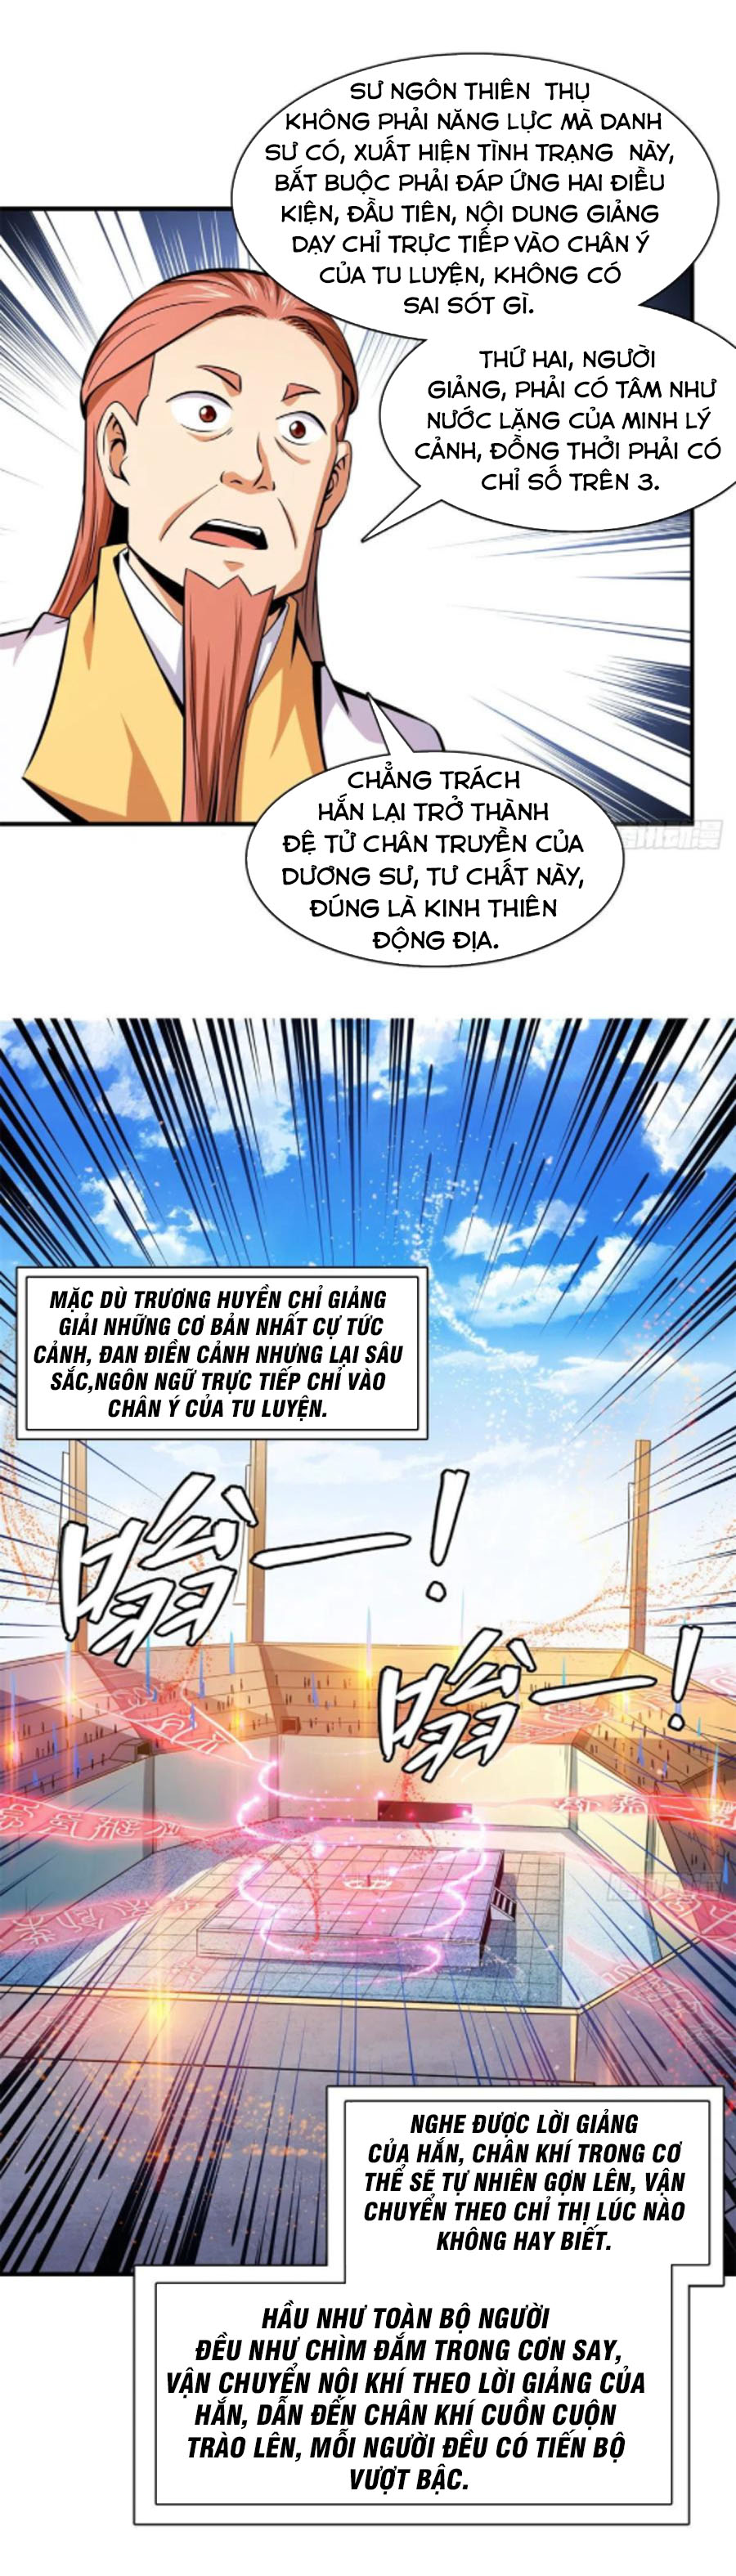 SƯ NGÔN THIÊN THỤ
KHÔNG PHẢI NĂNG LỰC MÀ DANH
SƯ CÓ, XUẤT HIỆN TÌNH TRẠNG NÀY,
BẮT BUỘC PHẢI ĐÁP ỨNG HAI ĐIỀU
KIỆN, ĐẦU TIÊN, NỘI DUNG GIẢNG
DẠY CHỈ TRỰC TIẾP VÀO CHÂN Ý
CỦA TU LUYỆN, KHÔNG CÓ
SAI SÓT GÌ.
THỨ HAI, NGƯỜI
GIẢNG, PHẢI CÓ TÂM NHƯ
NƯỚC LẶNG CỦA MINH LÝ
CẢNH, ĐỒNG THỞI PHẢI CÓ
CHỈ SỐ TRÊN 3.
CHẲNG TRÁCH
HẮN LẠI TRỞ THÀNH
ĐỆ TỬ CHÂN TRUYỀN CỦA
DƯƠNG SƯ, TƯ CHẤT NÀY,
ĐÚNG LÀ KINH THIÊN
ĐỘNG ĐỊA.
MẶC DÙ TRƯƠNG HUYỀN CHỈ GIẢNG
GIẢI NHỮNG CƠ BẢN NHẤT CỰ TỨC
CẢNH, ĐAN ĐIỀN CẢNH NHƯNG LẠI SÂU
SẮC,NGÔN NGỮ TRỰC TIẾP CHỈ VÀO
CHÂN Ý CỦA TU LUYỆN.
嗡一！
嗡一！
NGHE ĐƯỢC LỜI GIẢNG
CỦA HẮN, CHÂN KHÍ TRONG CƠ
THỂ SẼ TỰ NHIÊN GỢN LÊN, VẬN
CHUYỂN THEO CHỈ THỊ LÚC NÀO
KHÔNG HAY BIẾT.
HẦU NHƯ TOÀN BỘ NGƯỜI
ĐỀU NHƯ CHÌM ĐẮM TRONG CƠN SAY,
VẬN CHUYỂN NỘI KHÍ THEO LỜI GIẢNG CỦA
HẮN, DẪN ĐẾN CHÂN KHÍ CUỒN CUỘN
TRÀO LÊN, MỖI NGƯỜI ĐỀU CÓ TIẾN BỘ
VƯỢT BẬC.